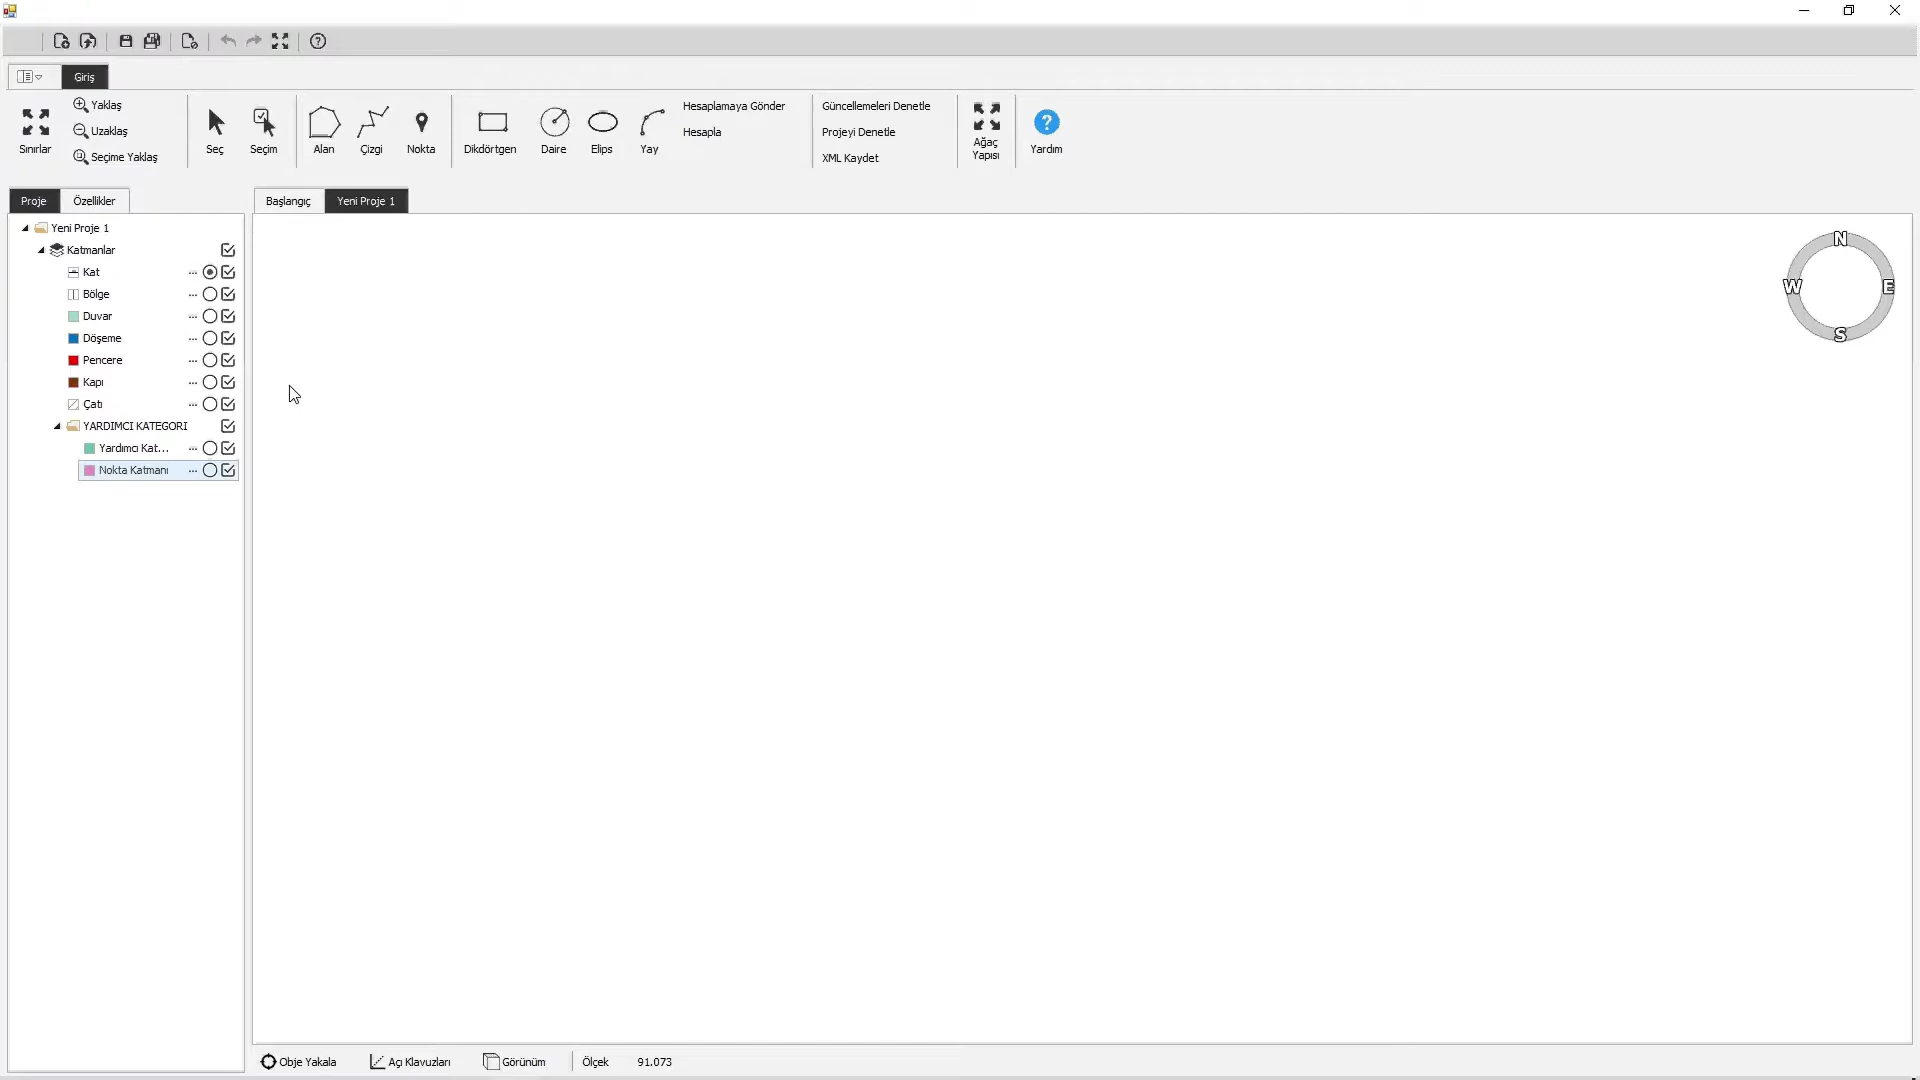 Giriş
Sınırlar
Yaklaş
Uzaklaş
Seçime Yaklaş
Seç
Seçim
Alan
Çizgi
Nokta
Dikdörtgen
Daire
Elips
Yay
Hesaplamaya Gönder
Hesapla
Güncellemeleri Denetle
Projeyi Denetle
XML Kaydet
Ağaç
Yapısı
Yardım
Proje
Özellikler
Başlangıç
Yeni Proje 1
Yeni Proje 1
Katmanlar
Kat
Bölge
Duvar
Döşeme
Pencere
Kapı
Çatı
YARDIMCI KATEGORI
Yardımcı Kat...
Nokta Katmanı
N
W
E
S
Obje Yakala
Açı Klavuzları
Görünüm
Ölçek
91.073